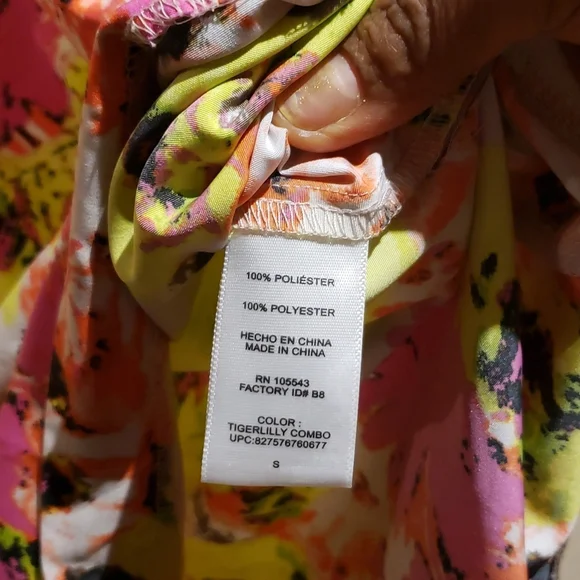 100% POLIÉSTER
100% POLYESTER
HECHO EN CHINA
MADE IN CHINA
RN 105543
FACTORY ID# B8
COLOR :
TIGERLILLY COMBO
UPC:827576760677
S